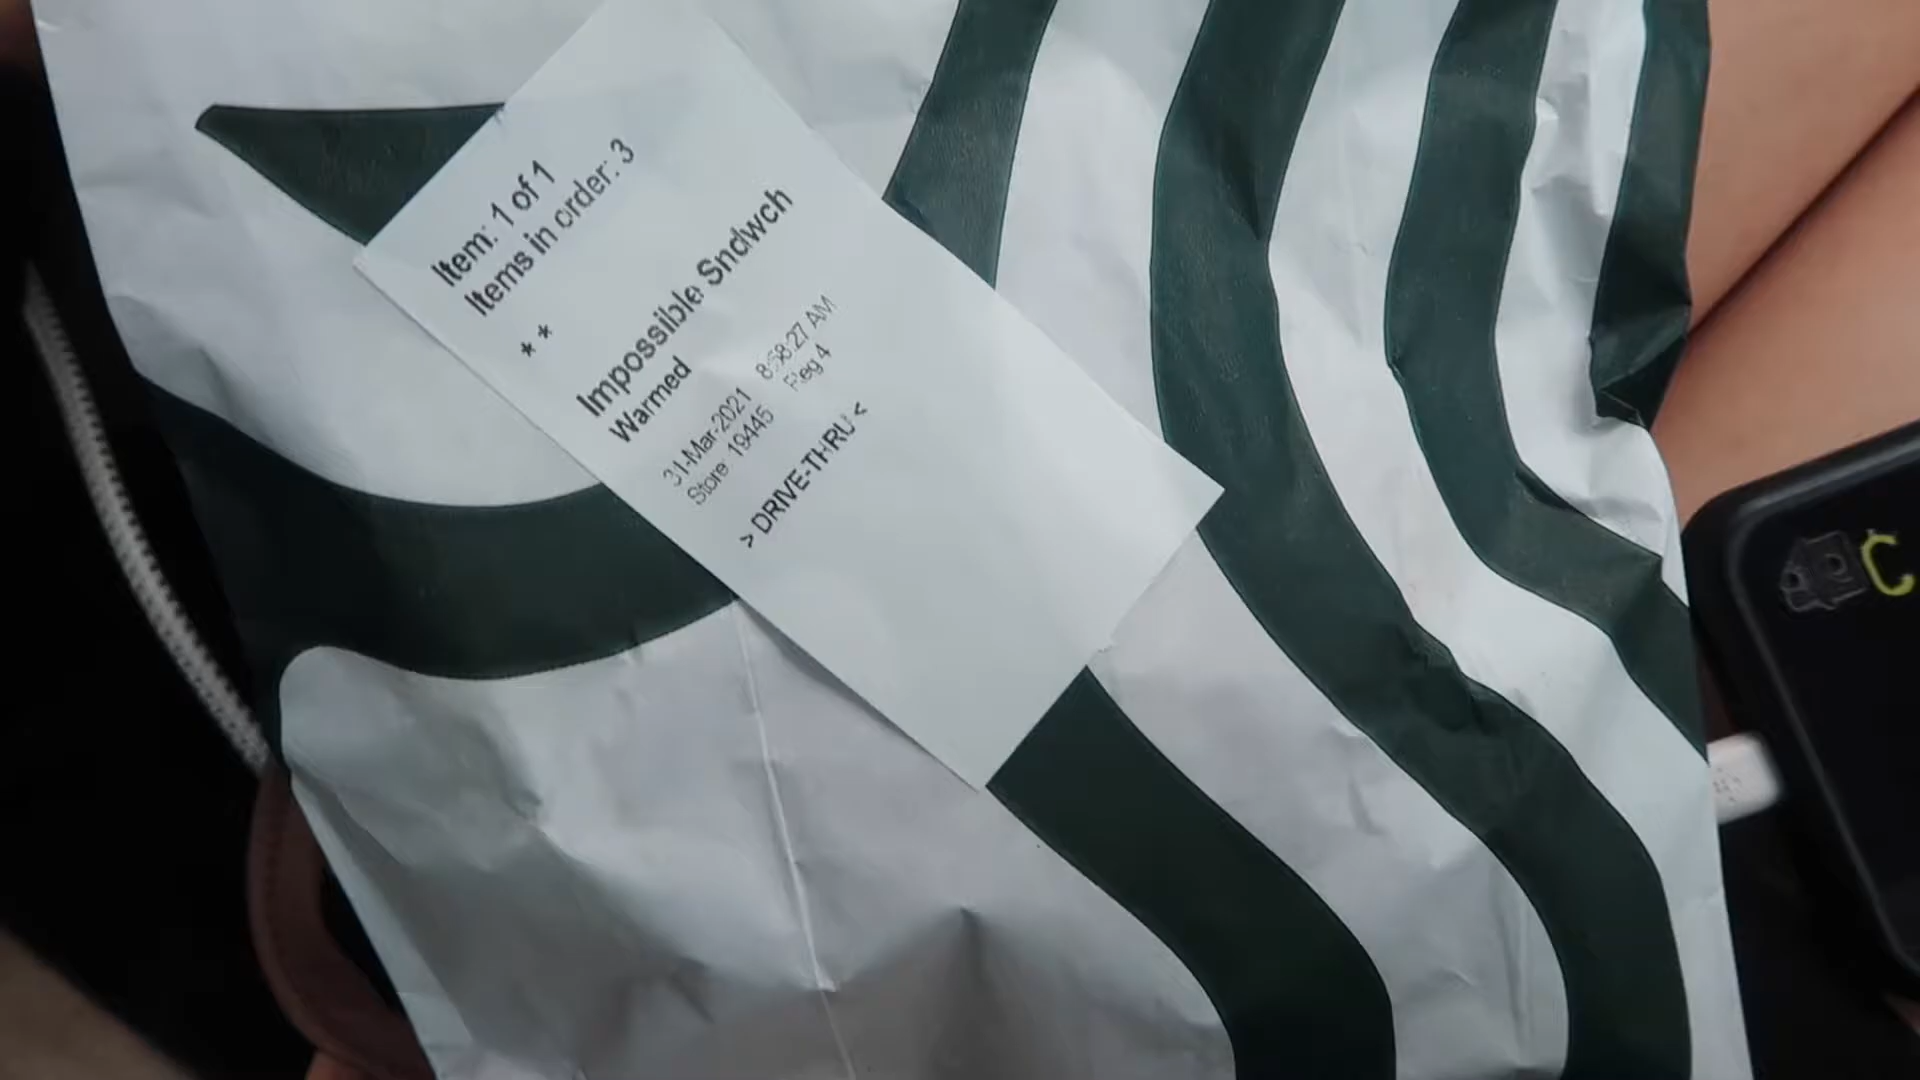 Item: 1 of 1
Items in order: 3
* *
Impossible Sndwch
Warmed
31-Mar-2021 8:58:27 AM
Store: 19445 Reg 4
> DRIVE-THRU <
C